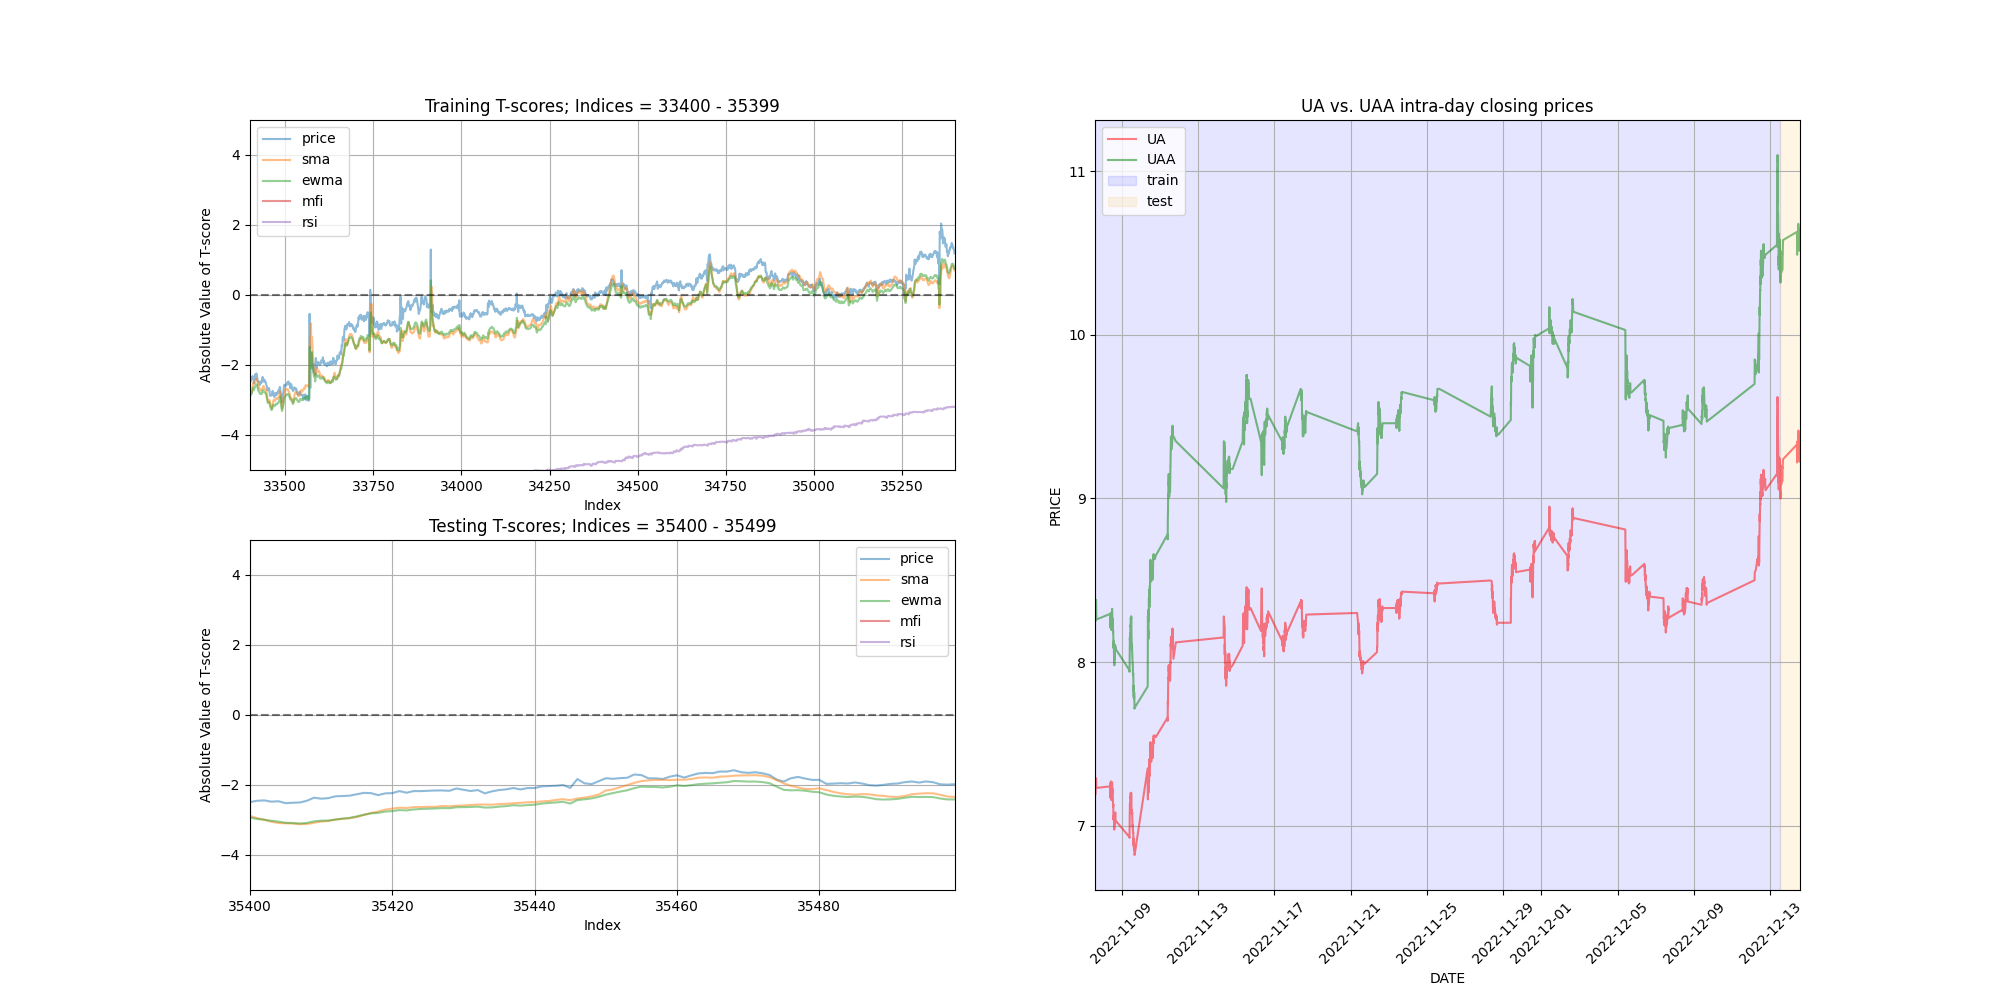 Training T-scores; Indices = 33400 - 35399
Absolute Value of T-score
4
2
0
−2
−4
price
sma
ewma
mfi
rsi
33500
33750
34000
34250
34500
34750
35000
35250
Index
Testing T-scores; Indices = 35400 - 35499
Absolute Value of T-score
4
2
0
−2
−4
price
sma
ewma
mfi
rsi
35400
35420
35440
35460
35480
Index
UA vs. UAA intra-day closing prices
PRICE
11
10
9
8
7
UA
UAA
train
test
2022-11-09
2022-11-13
2022-11-17
2022-11-21
2022-11-25
2022-11-29
2022-12-01
2022-12-05
2022-12-09
2022-12-13
DATE